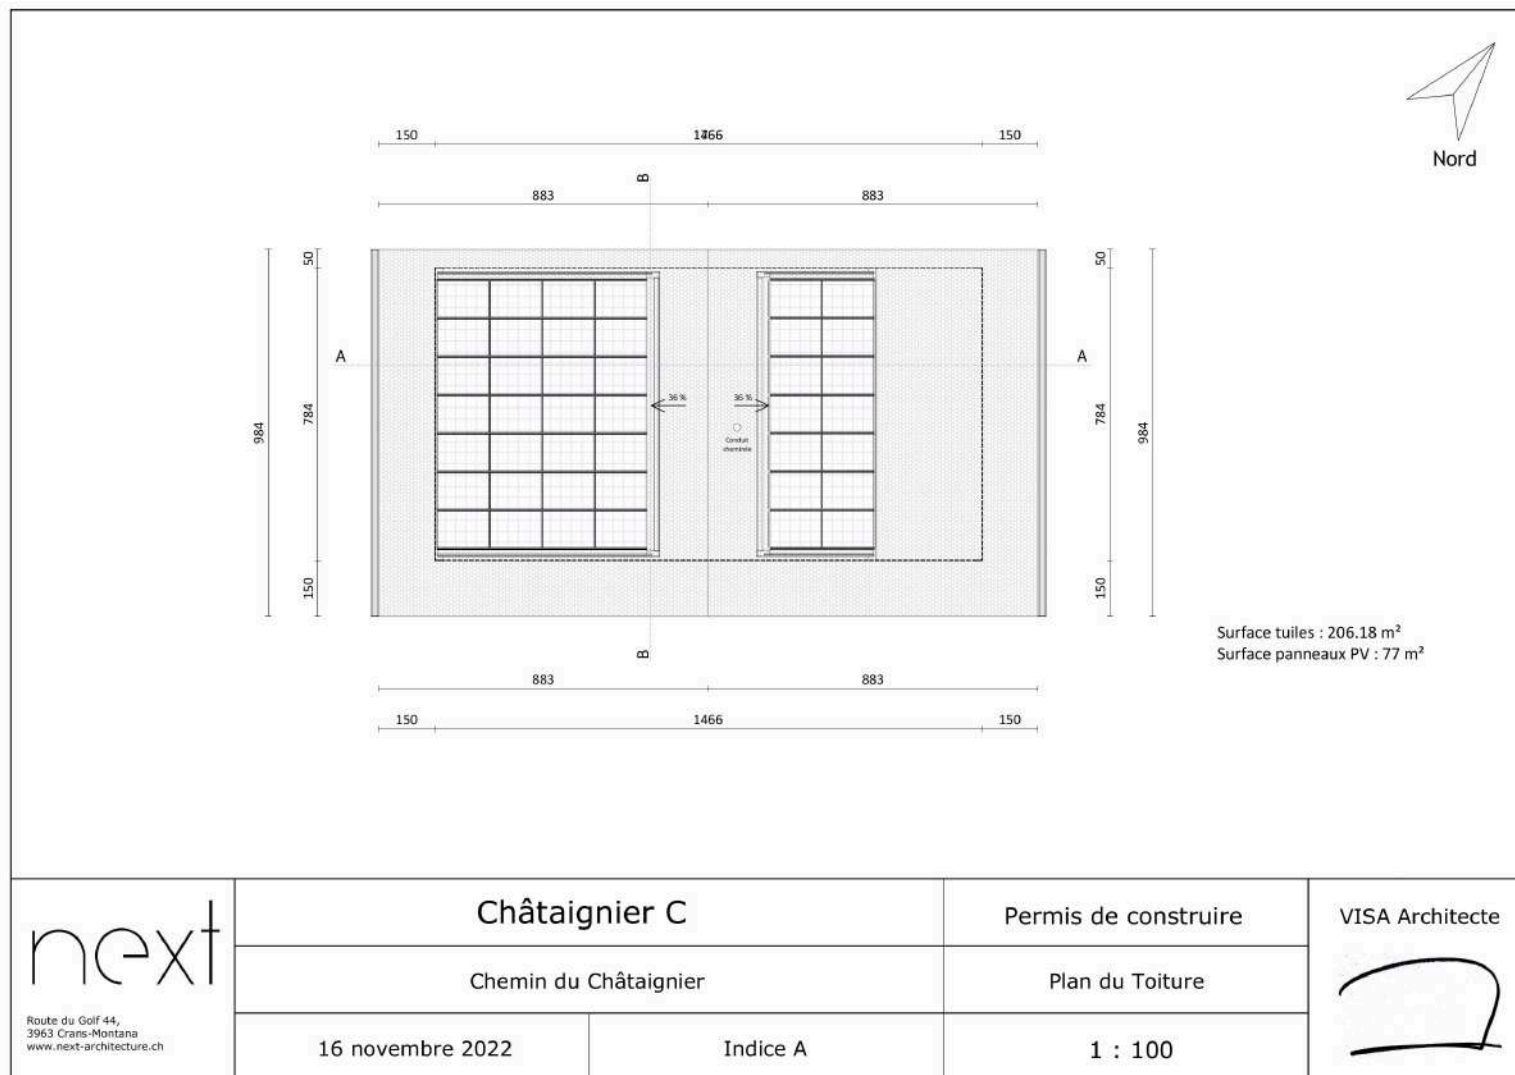 Nord
150
1466
150
B
883
883
50
50
A
A
984
784
784
984
36 %
36 %
Conduit
cheminée
150
150
B
Surface tuiles : 206.18 m²
Surface panneaux PV : 77 m²
883
883
150
1466
150
next
Route du Golf 44,
3963 Crans-Montana
www.next-architecture.ch
Châtaignier C
Permis de construire
VISA Architecte
Chemin du Châtaignier
Plan du Toiture
16 novembre 2022
Indice A
1 : 100